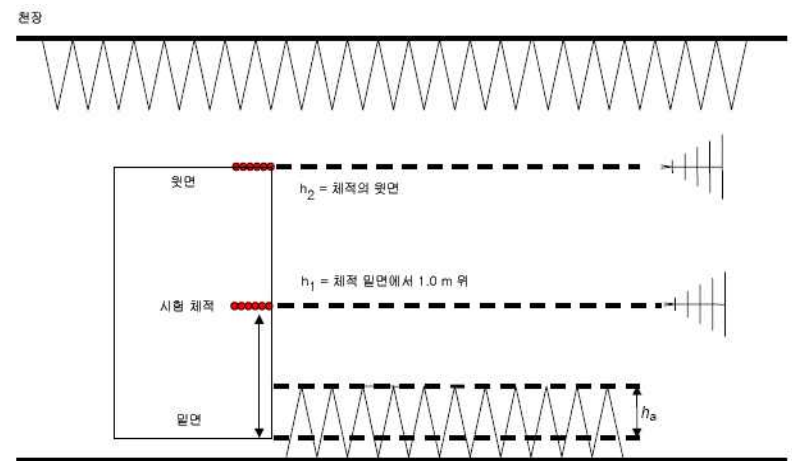 천장
윗면
h2 = 체적의 윗면
h1 = 체적 밑면에서 1.0 m 위
시험 체적
밑면
ha